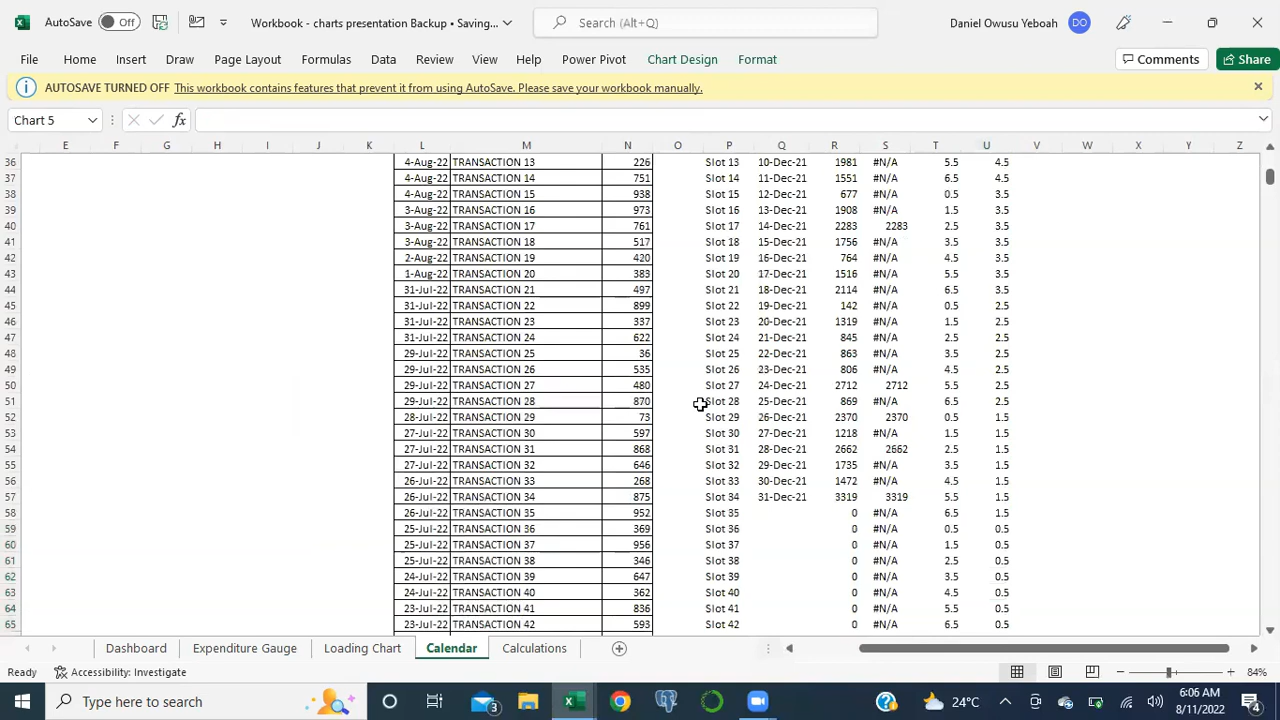 AutoSave Off Workbook - charts presentation Backup • Saving... Search (Alt+Q) Daniel Owusu Yeboah DO
File Home Insert Draw Page Layout Formulas Data Review View Help Power Pivot Chart Design Format Comments Share
AUTOSAVE TURNED OFF This workbook contains features that prevent it from using AutoSave. Please save your workbook manually.
Chart 5 fx
E F G H I J K L M N O P Q R S T U V W X Y Z
36 4-Aug-22 TRANSACTION 13 226 Slot 13 10-Dec-21 1981 #N/A 5.5 4.5
37 4-Aug-22 TRANSACTION 14 751 Slot 14 11-Dec-21 1551 #N/A 6.5 4.5
38 4-Aug-22 TRANSACTION 15 938 Slot 15 12-Dec-21 677 #N/A 0.5 3.5
39 3-Aug-22 TRANSACTION 16 973 Slot 16 13-Dec-21 1908 #N/A 1.5 3.5
40 3-Aug-22 TRANSACTION 17 761 Slot 17 14-Dec-21 2283 2283 2.5 3.5
41 3-Aug-22 TRANSACTION 18 517 Slot 18 15-Dec-21 1756 #N/A 3.5 3.5
42 2-Aug-22 TRANSACTION 19 420 Slot 19 16-Dec-21 764 #N/A 4.5 3.5
43 1-Aug-22 TRANSACTION 20 383 Slot 20 17-Dec-21 1516 #N/A 5.5 3.5
44 31-Jul-22 TRANSACTION 21 497 Slot 21 18-Dec-21 2114 #N/A 6.5 3.5
45 31-Jul-22 TRANSACTION 22 899 Slot 22 19-Dec-21 142 #N/A 0.5 2.5
46 31-Jul-22 TRANSACTION 23 337 Slot 23 20-Dec-21 1319 #N/A 1.5 2.5
47 31-Jul-22 TRANSACTION 24 622 Slot 24 21-Dec-21 845 #N/A 2.5 2.5
48 29-Jul-22 TRANSACTION 25 36 Slot 25 22-Dec-21 863 #N/A 3.5 2.5
49 29-Jul-22 TRANSACTION 26 535 Slot 26 23-Dec-21 806 #N/A 4.5 2.5
50 29-Jul-22 TRANSACTION 27 480 Slot 27 24-Dec-21 2712 2712 5.5 2.5
51 29-Jul-22 TRANSACTION 28 870 Slot 28 25-Dec-21 869 #N/A 6.5 2.5
52 28-Jul-22 TRANSACTION 29 73 Slot 29 26-Dec-21 2370 2370 0.5 1.5
53 27-Jul-22 TRANSACTION 30 597 Slot 30 27-Dec-21 1218 #N/A 1.5 1.5
54 27-Jul-22 TRANSACTION 31 868 Slot 31 28-Dec-21 2662 2662 2.5 1.5
55 27-Jul-22 TRANSACTION 32 646 Slot 32 29-Dec-21 1735 #N/A 3.5 1.5
56 26-Jul-22 TRANSACTION 33 268 Slot 33 30-Dec-21 1472 #N/A 4.5 1.5
57 26-Jul-22 TRANSACTION 34 875 Slot 34 31-Dec-21 3319 3319 5.5 1.5
58 26-Jul-22 TRANSACTION 35 952 Slot 35 0 #N/A 6.5 1.5
59 25-Jul-22 TRANSACTION 36 369 Slot 36 0 #N/A 0.5 0.5
60 25-Jul-22 TRANSACTION 37 956 Slot 37 0 #N/A 1.5 0.5
61 25-Jul-22 TRANSACTION 38 346 Slot 38 0 #N/A 2.5 0.5
62 24-Jul-22 TRANSACTION 39 647 Slot 39 0 #N/A 3.5 0.5
63 24-Jul-22 TRANSACTION 40 362 Slot 40 0 #N/A 4.5 0.5
64 23-Jul-22 TRANSACTION 41 836 Slot 41 0 #N/A 5.5 0.5
65 23-Jul-22 TRANSACTION 42 593 Slot 42 0 #N/A 6.5 0.5
Dashboard Expenditure Gauge Loading Chart Calendar Calculations
Ready Accessibility: Investigate 84%
Type here to search 3 24°C 6:06 AM
8/11/2022 4